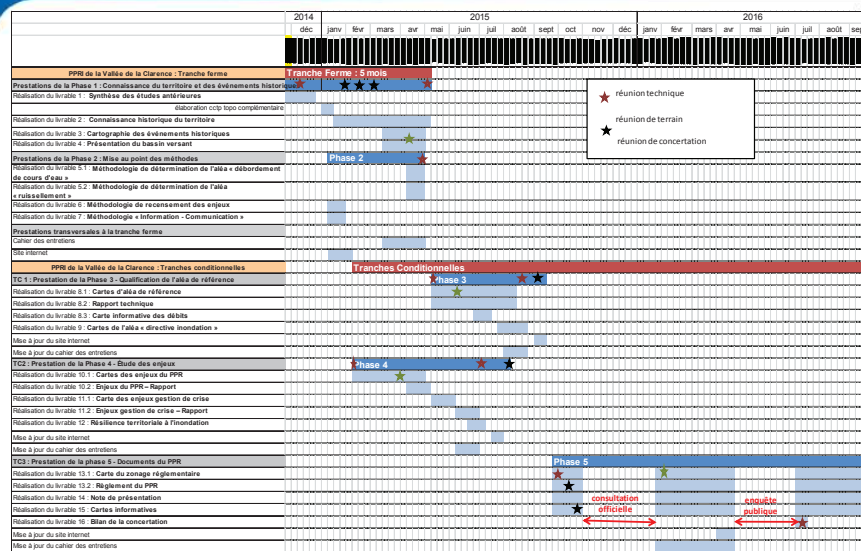 2014 2015 2016
déc janv févr mars avr mai juin juil août sept oct nov déc janv févr mars avr mai juin juil août sep
PPRI de la Vallée de la Clarence : Tranche ferme
Tranche Ferme : 5 mois
Prestations de la Phase 1 : Connaissance du territoire et des événements historique
Réalisation du livrable 1 : Synthèse des études antérieures
élaboration cctp topo complémentaire
Réalisation du livrable 2 : Connaissance historique du territoire
Réalisation du livrable 3 : Cartographie des événements historiques
Réalisation du livrable 4 : Présentation du bassin versant
Prestations de la Phase 2 : Mise au point des méthodes
Phase 2
Réalisation du livrable 5.1 : Méthodologie de détermination de l'aléa « débordement
de cours d'eau »
Réalisation du livrable 5.2 : Méthodologie de détermination de l'aléa
« ruissellement »
Réalisation du livrable 6 : Méthodologie de recensement des enjeux
Réalisation du livrable 7 : Méthodologie « Information - Communication »
Prestations transversales à la tranche ferme
Cahier des entretiens
Site internet
réunion technique
réunion de terrain
réunion de concertation
PPRI de la Vallée de la Clarence : Tranches conditionnelles
Tranches Conditionnelles
TC 1 : Prestation de la Phase 3 - Qualification de l'aléa de référence
Phase 3
Réalisation du livrable 8.1 : Cartes d'aléa de référence
Réalisation du livrable 8.2 : Rapport technique
Réalisation du livrable 8.3 : Carte informative des débits
Réalisation du livrable 9 : Cartes de l'aléa « directive inondation »
Mise à jour du site internet
Mise à jour du cahier des entretiens
TC2 : Prestation de la Phase 4 - Étude des enjeux
Phase 4
Réalisation du livrable 10.1 : Cartes des enjeux du PPR
Réalisation du livrable 10.2 : Enjeux du PPR – Rapport
Réalisation du livrable 11.1 : Carte des enjeux gestion de crise
Réalisation du livrable 11.2 : Enjeux gestion de crise – Rapport
Réalisation du livrable 12 : Résilience territoriale à l'inondation
Mise à jour du site internet
Mise à jour du cahier des entretiens
TC3 : Prestation de la phase 5 - Documents du PPR
Phase 5
Réalisation du livrable 13.1 : Carte du zonage réglementaire
Réalisation du livrable 13.2 : Règlement du PPR
Réalisation du livrable 14 : Note de présentation
Réalisation du livrable 15 : Cartes informatives
Réalisation du livrable 16 : Bilan de la concertation
Mise à jour du site internet
Mise à jour du cahier des entretiens
consultation
officielle
enquête
publique